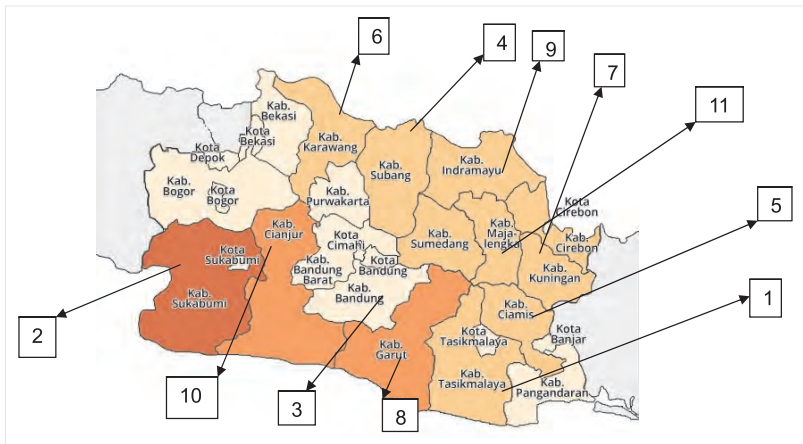 6
4
9
7
11
5
1
2
10
3
8
Kab.
Bekasi
Kota
Bekasi
Kota
Depok
Kab.
Bogor
Kota
Bogor
Kab.
Karawang
Kab.
Subang
Kab.
Indramayu
Kab.
Purwakarta
Kab.
Cianjur
Kota
Sukabumi
Kab.
Sukabumi
Kota
Cimahi
Kota
Bandung
Kab.
Bandung
Barat
Kab.
Bandung
Kab.
Sumedang
Kab.
Maja-
lengka
Kota
Cirebon
Kab.
Cirebon
Kab.
Kuningan
Kab.
Ciamis
Kota
Banjar
Kota
Tasikmalaya
Kab.
Tasikmalaya
Kab.
Garut
Kab.
Pangandaran